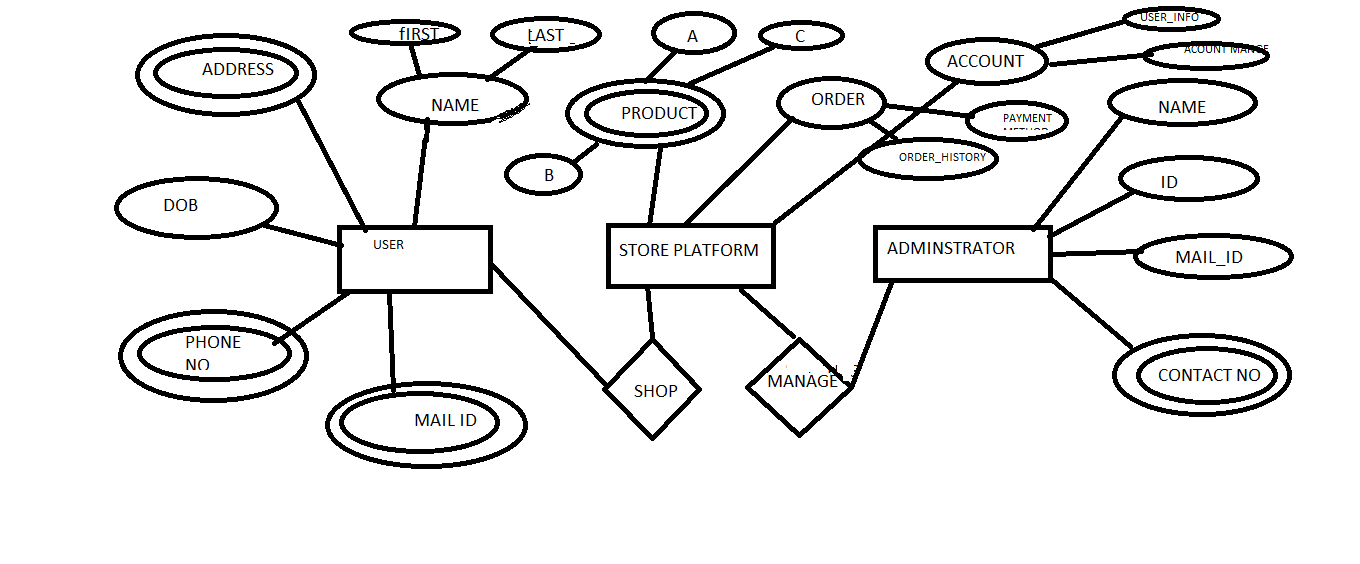 USER_INFO
fIRST
LAST
A
C
ACOUNT MANGE
ACCOUNT
ADDRESS
NAME
PRODUCT
ORDER
NAME
PAYMENT
METHOD
ORDER_HISTORY
B
ID
DOB
USER
STORE PLATFORM
ADMINSTRATOR
MAIL_ID
PHONE
NO
SHOP
MANAGE
CONTACT NO
MAIL ID